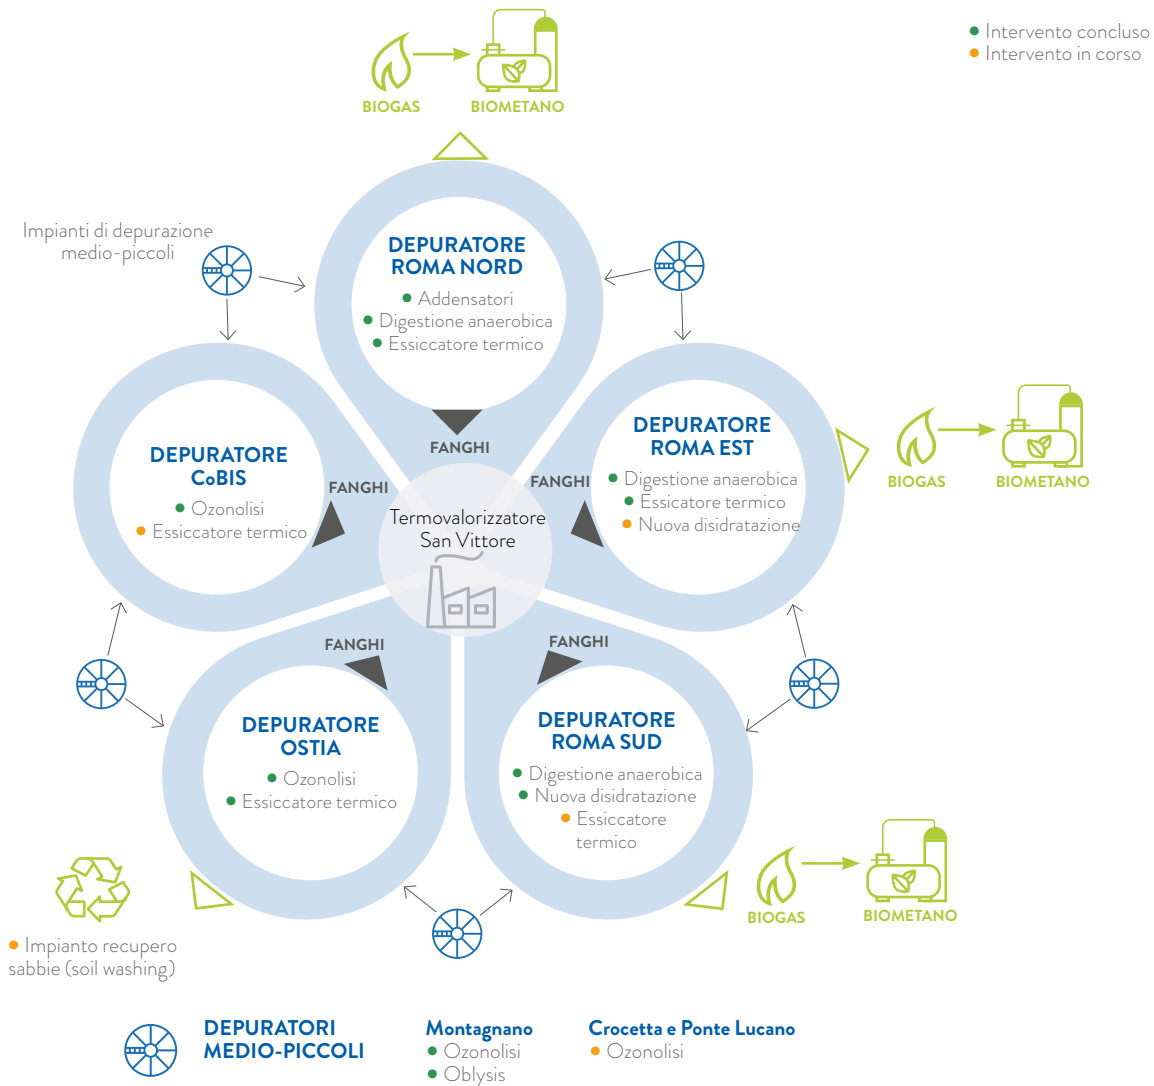 Intervento concluso
Intervento in corso
BIOGAS
BIOMETANO
Impianti di depurazione
medio-piccoli
DEPURATORE
ROMA NORD
Addensatori
Digestione anaerobica
Essiccatore termico
FANGHI
DEPURATORE
CoBIS
Ozonolisi
Essiccatore termico
FANGHI
DEPURATORE
ROMA EST
Digestione anaerobica
Essicatore termico
Nuova disidratazione
FANGHI
BIOGAS
BIOMETANO
Termovalorizzatore
San Vittore
FANGHI
DEPURATORE
OSTIA
Ozonolisi
Essiccatore termico
FANGHI
DEPURATORE
ROMA SUD
Digestione anaerobica
Nuova disidratazione
Essiccatore
termico
BIOGAS
BIOMETANO
Impianto recupero
sabbie (soil washing)
DEPURATORI
MEDIO-PICCOLI
Montagnano
Ozonolisi
Oblysis
Crocetta e Ponte Lucano
Ozonolisi